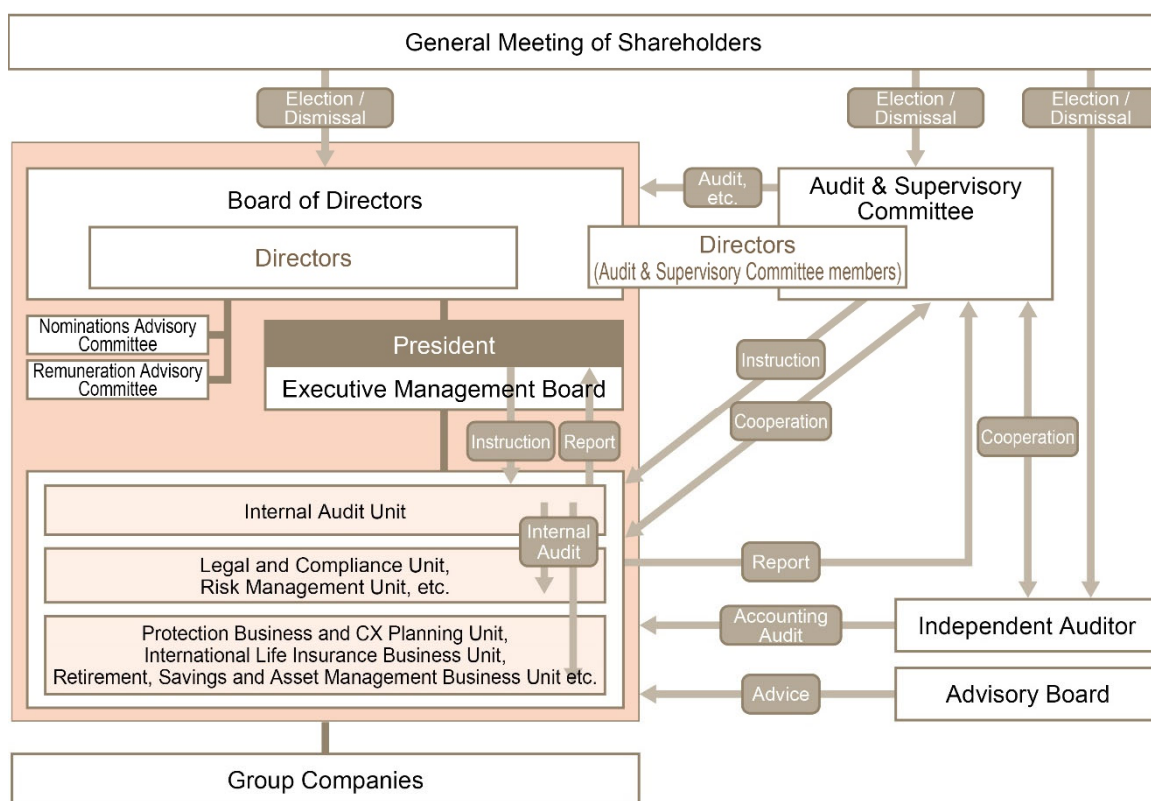 General Meeting of Shareholders
Election /
Dismissal
Election /
Dismissal
Election /
Dismissal
Board of Directors
Directors
Audit,
etc.
Audit & Supervisory
Committee
Directors
(Audit & Supervisory Committee members)
Nominations Advisory
Committee
Remuneration Advisory
Committee
President
Executive Management Board
Instruction
Report
Instruction
Cooperation
Cooperation
Internal Audit Unit
Internal
Audit
Legal and Compliance Unit,
Risk Management Unit, etc.
Report
Protection Business and CX Planning Unit,
International Life Insurance Business Unit,
Retirement, Savings and Asset Management Business Unit etc.
Accounting
Audit
Independent Auditor
Advice
Advisory Board
Group Companies